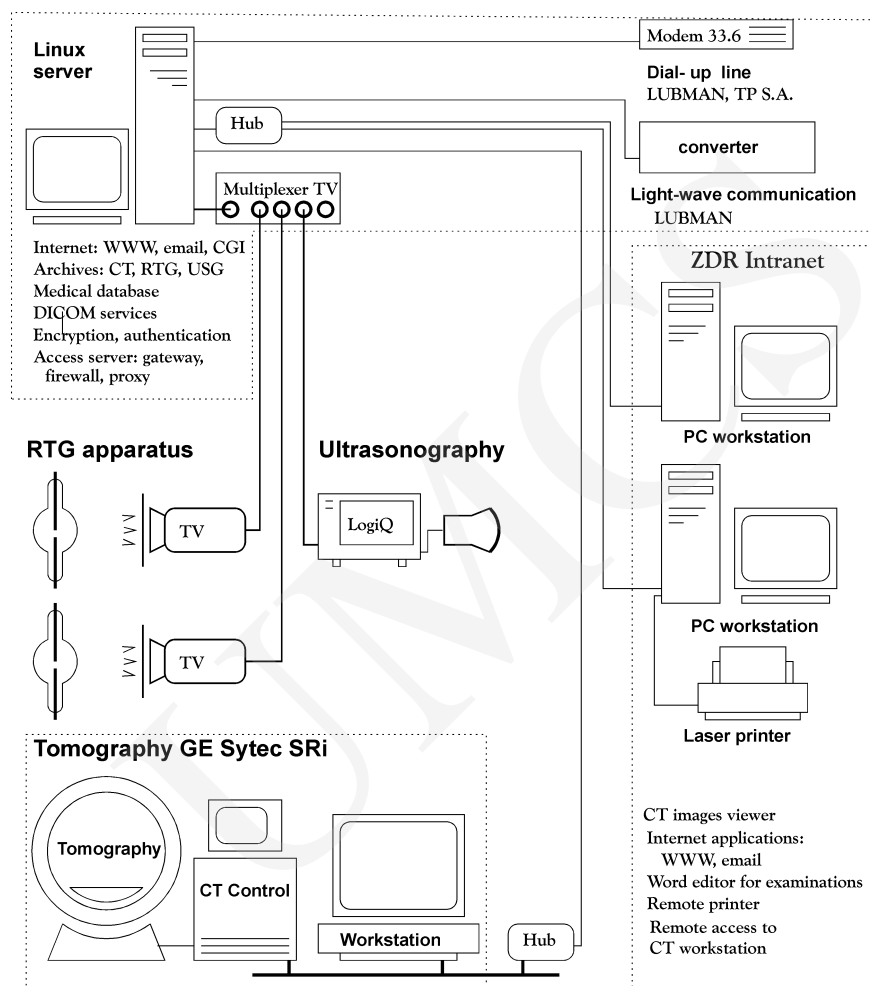 Linux
server
Modem 33.6
Dial- up line
LUBMAN, TP S.A.
Hub
converter
Multiplexer TV
Light-wave communication
LUBMAN
Internet: WWW, email, CGI
Archives: CT, RTG, USG
Medical database
DICOM services
Encryption, authentication
Access server: gateway,
firewall, proxy
ZDR Intranet
PC workstation
RTG apparatus
Ultrasonography
TV
LogiQ
PC workstation
TV
Laser printer
Tomography GE Sytec SRi
Tomography
CT Control
Workstation
Hub
CT images viewer
Internet applications:
WWW, email
Word editor for examinations
Remote printer
Remote access to
CT workstation
UMCS